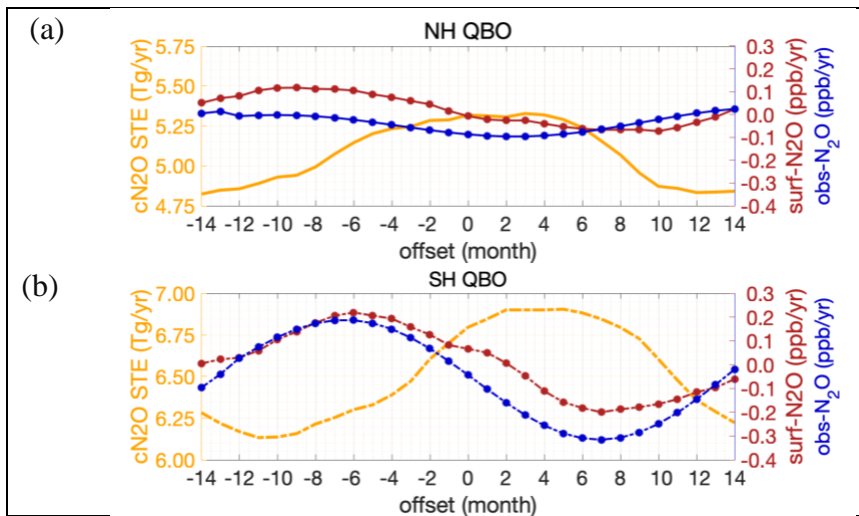 (a)
NH QBO
cN2O STE (Tg/yr)
5.75
5.50
5.25
5.00
4.75
0.3
0.2
0.1
0.0
-0.1
-0.2
-0.3
-0.4
surf-N2O (ppb/yr)
obs-N₂O (ppb/yr)
-14 -12 -10 -8 -6 -4 -2 0 2 4 6 8 10 12 14
offset (month)
(b)
SH QBO
cN2O STE (Tg/yr)
7.00
6.75
6.50
6.25
6.00
0.3
0.2
0.1
0.0
-0.1
-0.2
-0.3
-0.4
surf-N2O (ppb/yr)
obs-N₂O (ppb/yr)
-14 -12 -10 -8 -6 -4 -2 0 2 4 6 8 10 12 14
offset (month)